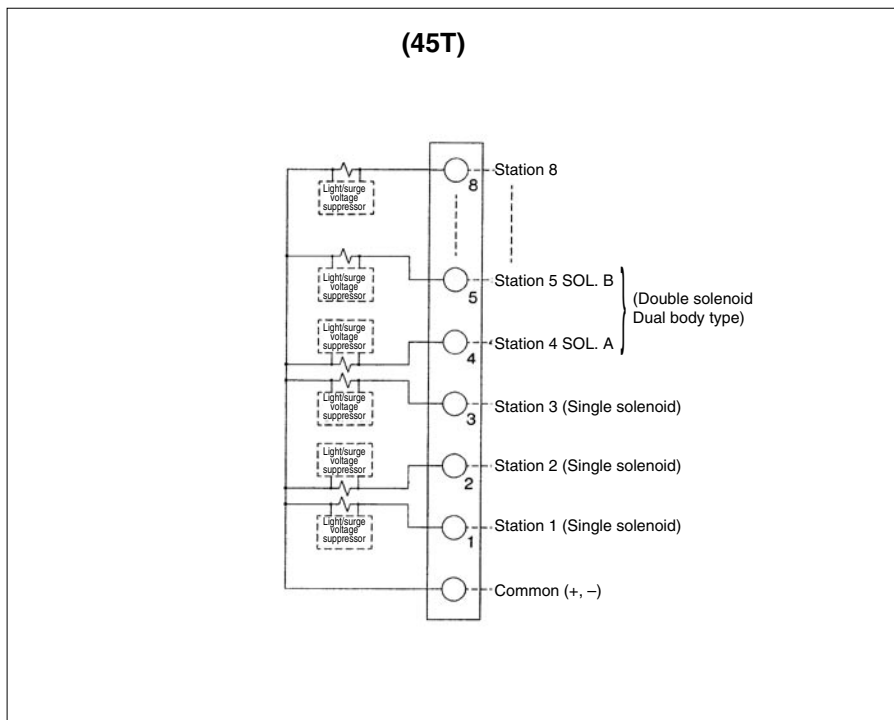 (45T)
Light/surge
voltage
suppressor
8
Station 8
Light/surge
voltage
suppressor
5
Station 5 SOL. B
(Double solenoid
Dual body type)
Light/surge
voltage
suppressor
4
Station 4 SOL. A
Light/surge
voltage
suppressor
3
Station 3 (Single solenoid)
Light/surge
voltage
suppressor
2
Station 2 (Single solenoid)
Light/surge
voltage
suppressor
1
Station 1 (Single solenoid)
Common (+, –)